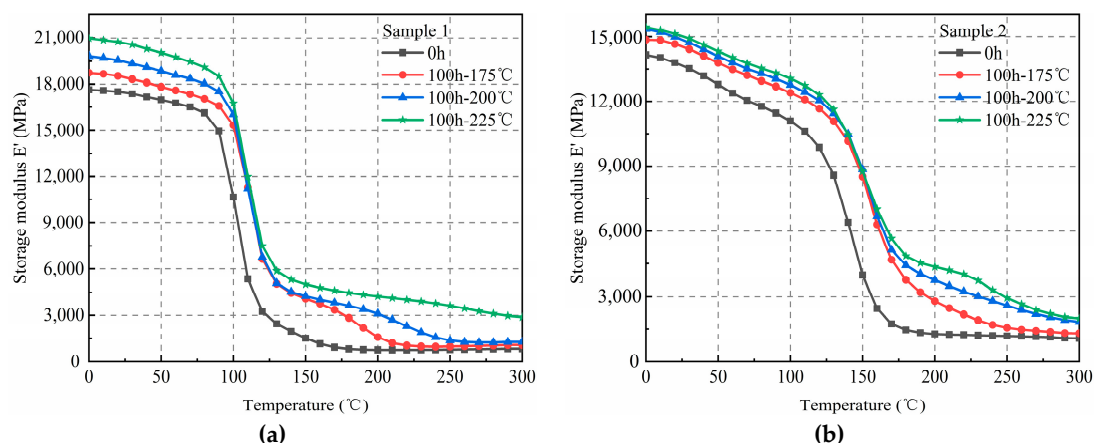 Sample 1
0h
100h-175℃
100h-200℃
100h-225℃
21,000
18,000
15,000
12,000
9,000
6,000
3,000
0
Storage modulus E' (MPa)
0 50 100 150 200 250 300
Temperature (℃)
(a)
Sample 2
0h
100h-175℃
100h-200℃
100h-225℃
15,000
12,000
9,000
6,000
3,000
0
Storage modulus E' (MPa)
0 50 100 150 200 250 300
Temperature (℃)
(b)